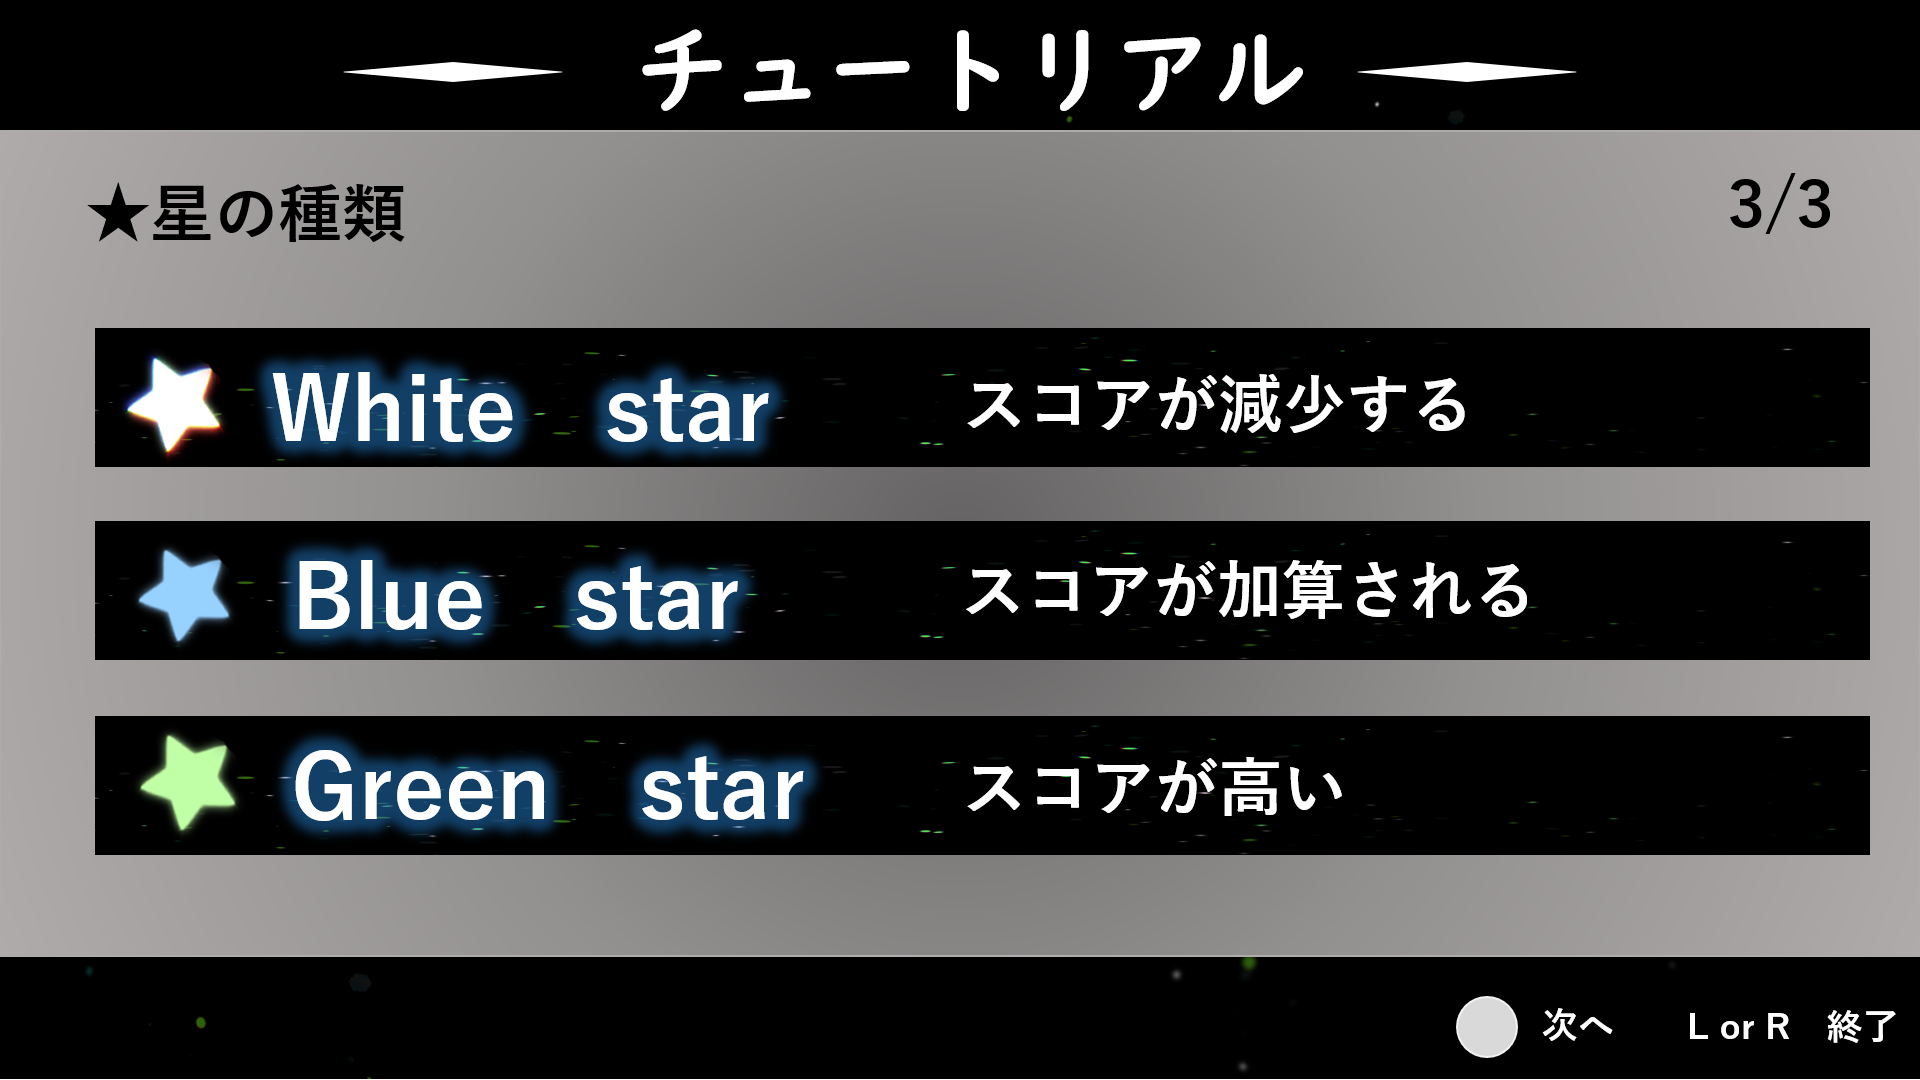 チュートリアル
★星の種類
3/3
White star
スコアが減少する
Blue star
スコアが加算される
Green star
スコアが高い
次へ
L or R 終了